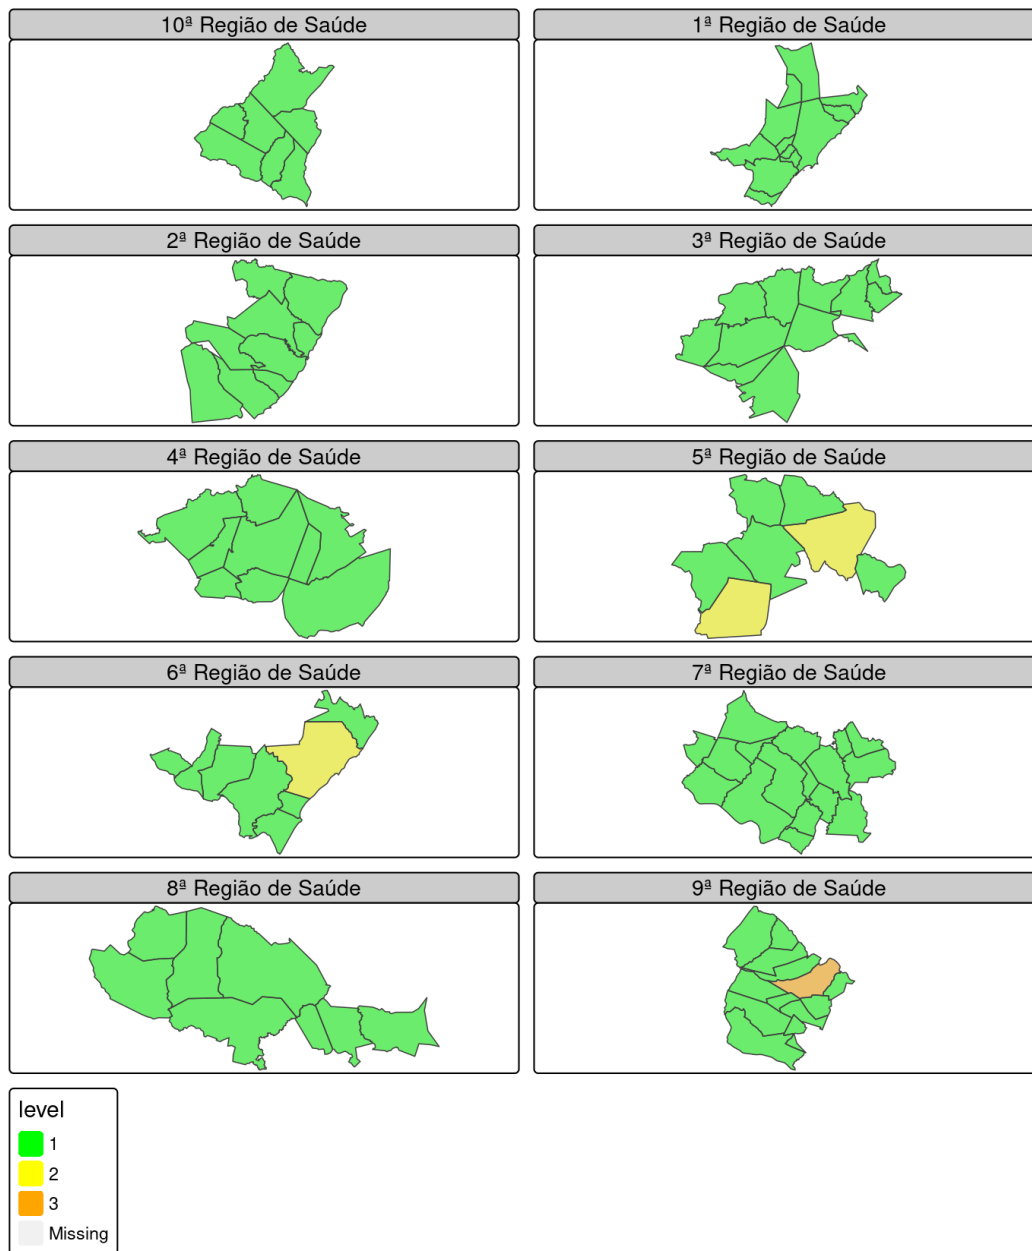 10ª Região de Saúde
1ª Região de Saúde
2ª Região de Saúde
3ª Região de Saúde
4ª Região de Saúde
5ª Região de Saúde
6ª Região de Saúde
7ª Região de Saúde
8ª Região de Saúde
9ª Região de Saúde
level
1
2
3
Missing